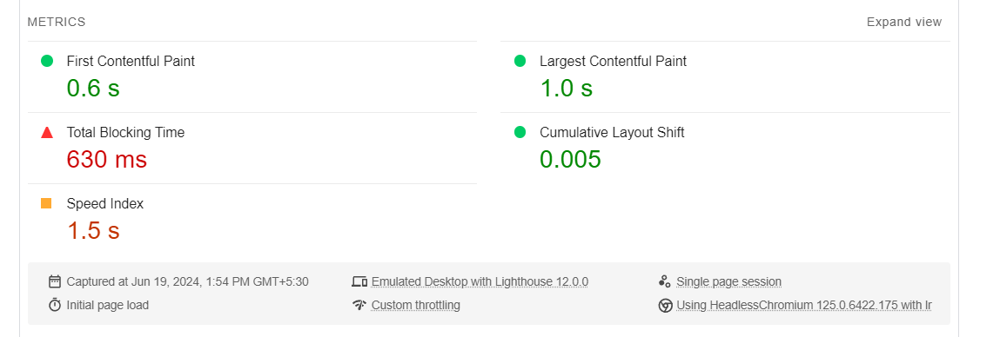 METRICS
Expand view
First Contentful Paint
0.6 s
Largest Contentful Paint
1.0 s
Total Blocking Time
630 ms
Cumulative Layout Shift
0.005
Speed Index
1.5 s
Captured at Jun 19, 2024, 1:54 PM GMT+5:30
Emulated Desktop with Lighthouse 12.0.0
Single page session
Initial page load
Custom throttling
Using HeadlessChromium 125.0.6422.175 with lr